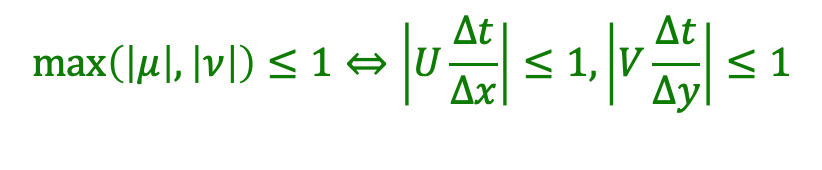 max(|μ|, |ν|) ≤ 1 ⇔ |U Δt/Δx| ≤ 1, |V Δt/Δy| ≤ 1